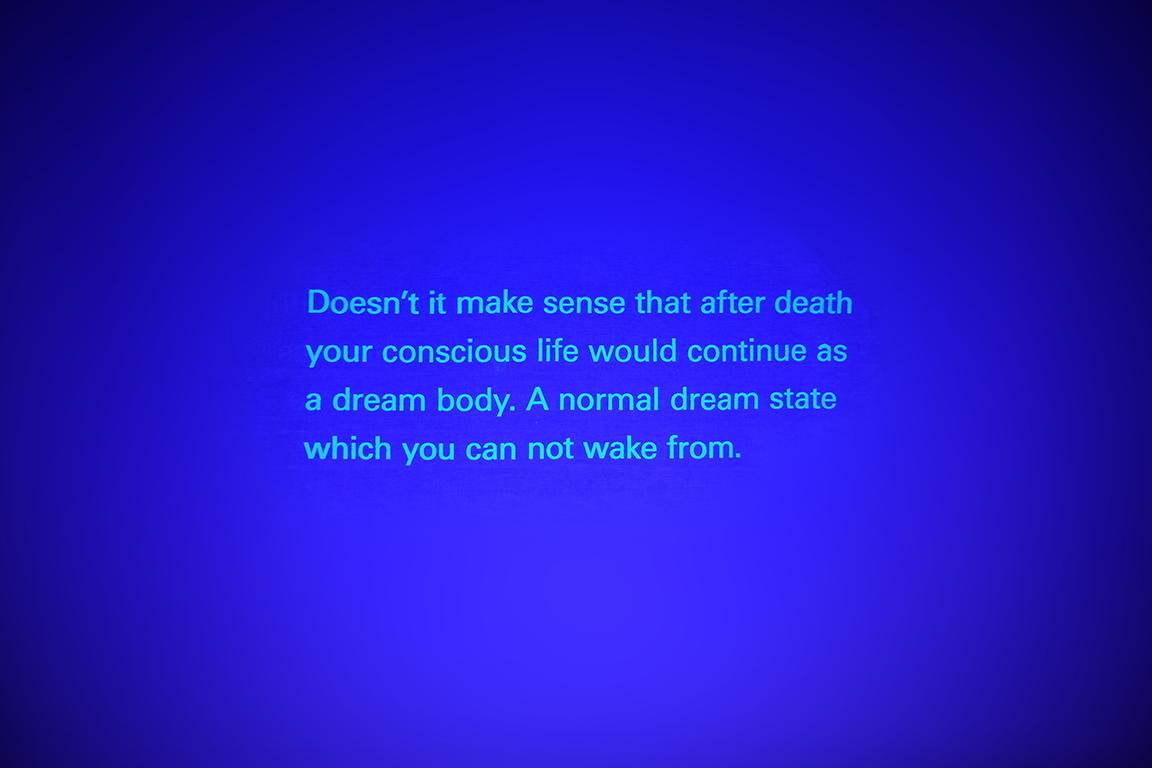 Doesn't it make sense that after death
your conscious life would continue as
a dream body. A normal dream state
which you can not wake from.